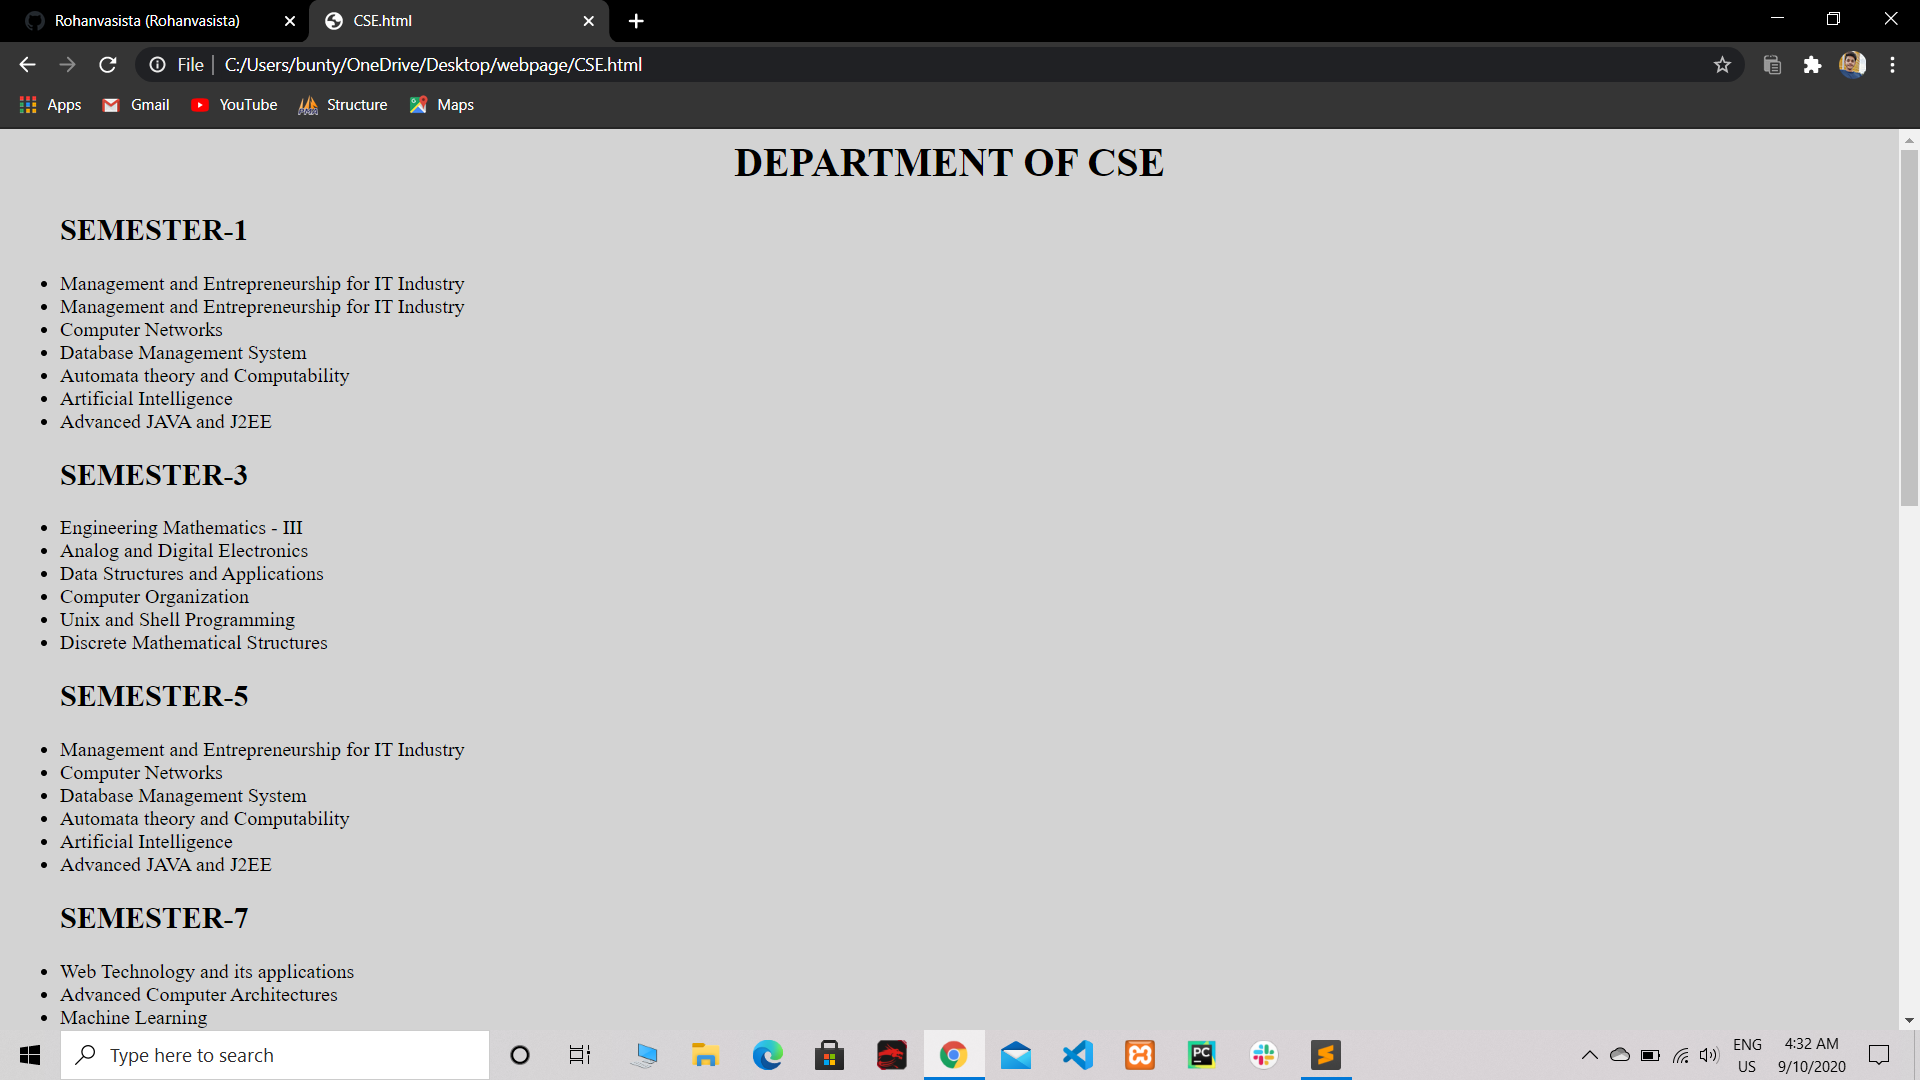 Rohanvasista (Rohanvasista)
CSE.html
File
C:/Users/bunty/OneDrive/Desktop/webpage/CSE.html
Apps
Gmail
YouTube
Structure
Maps
DEPARTMENT OF CSE
SEMESTER-1
Management and Entrepreneurship for IT Industry
Management and Entrepreneurship for IT Industry
Computer Networks
Database Management System
Automata theory and Computability
Artificial Intelligence
Advanced JAVA and J2EE
SEMESTER-3
Engineering Mathematics - III
Analog and Digital Electronics
Data Structures and Applications
Computer Organization
Unix and Shell Programming
Discrete Mathematical Structures
SEMESTER-5
Management and Entrepreneurship for IT Industry
Computer Networks
Database Management System
Automata theory and Computability
Artificial Intelligence
Advanced JAVA and J2EE
SEMESTER-7
Web Technology and its applications
Advanced Computer Architectures
Machine Learning
Type here to search
PC
ENG
US
4:32 AM
9/10/2020